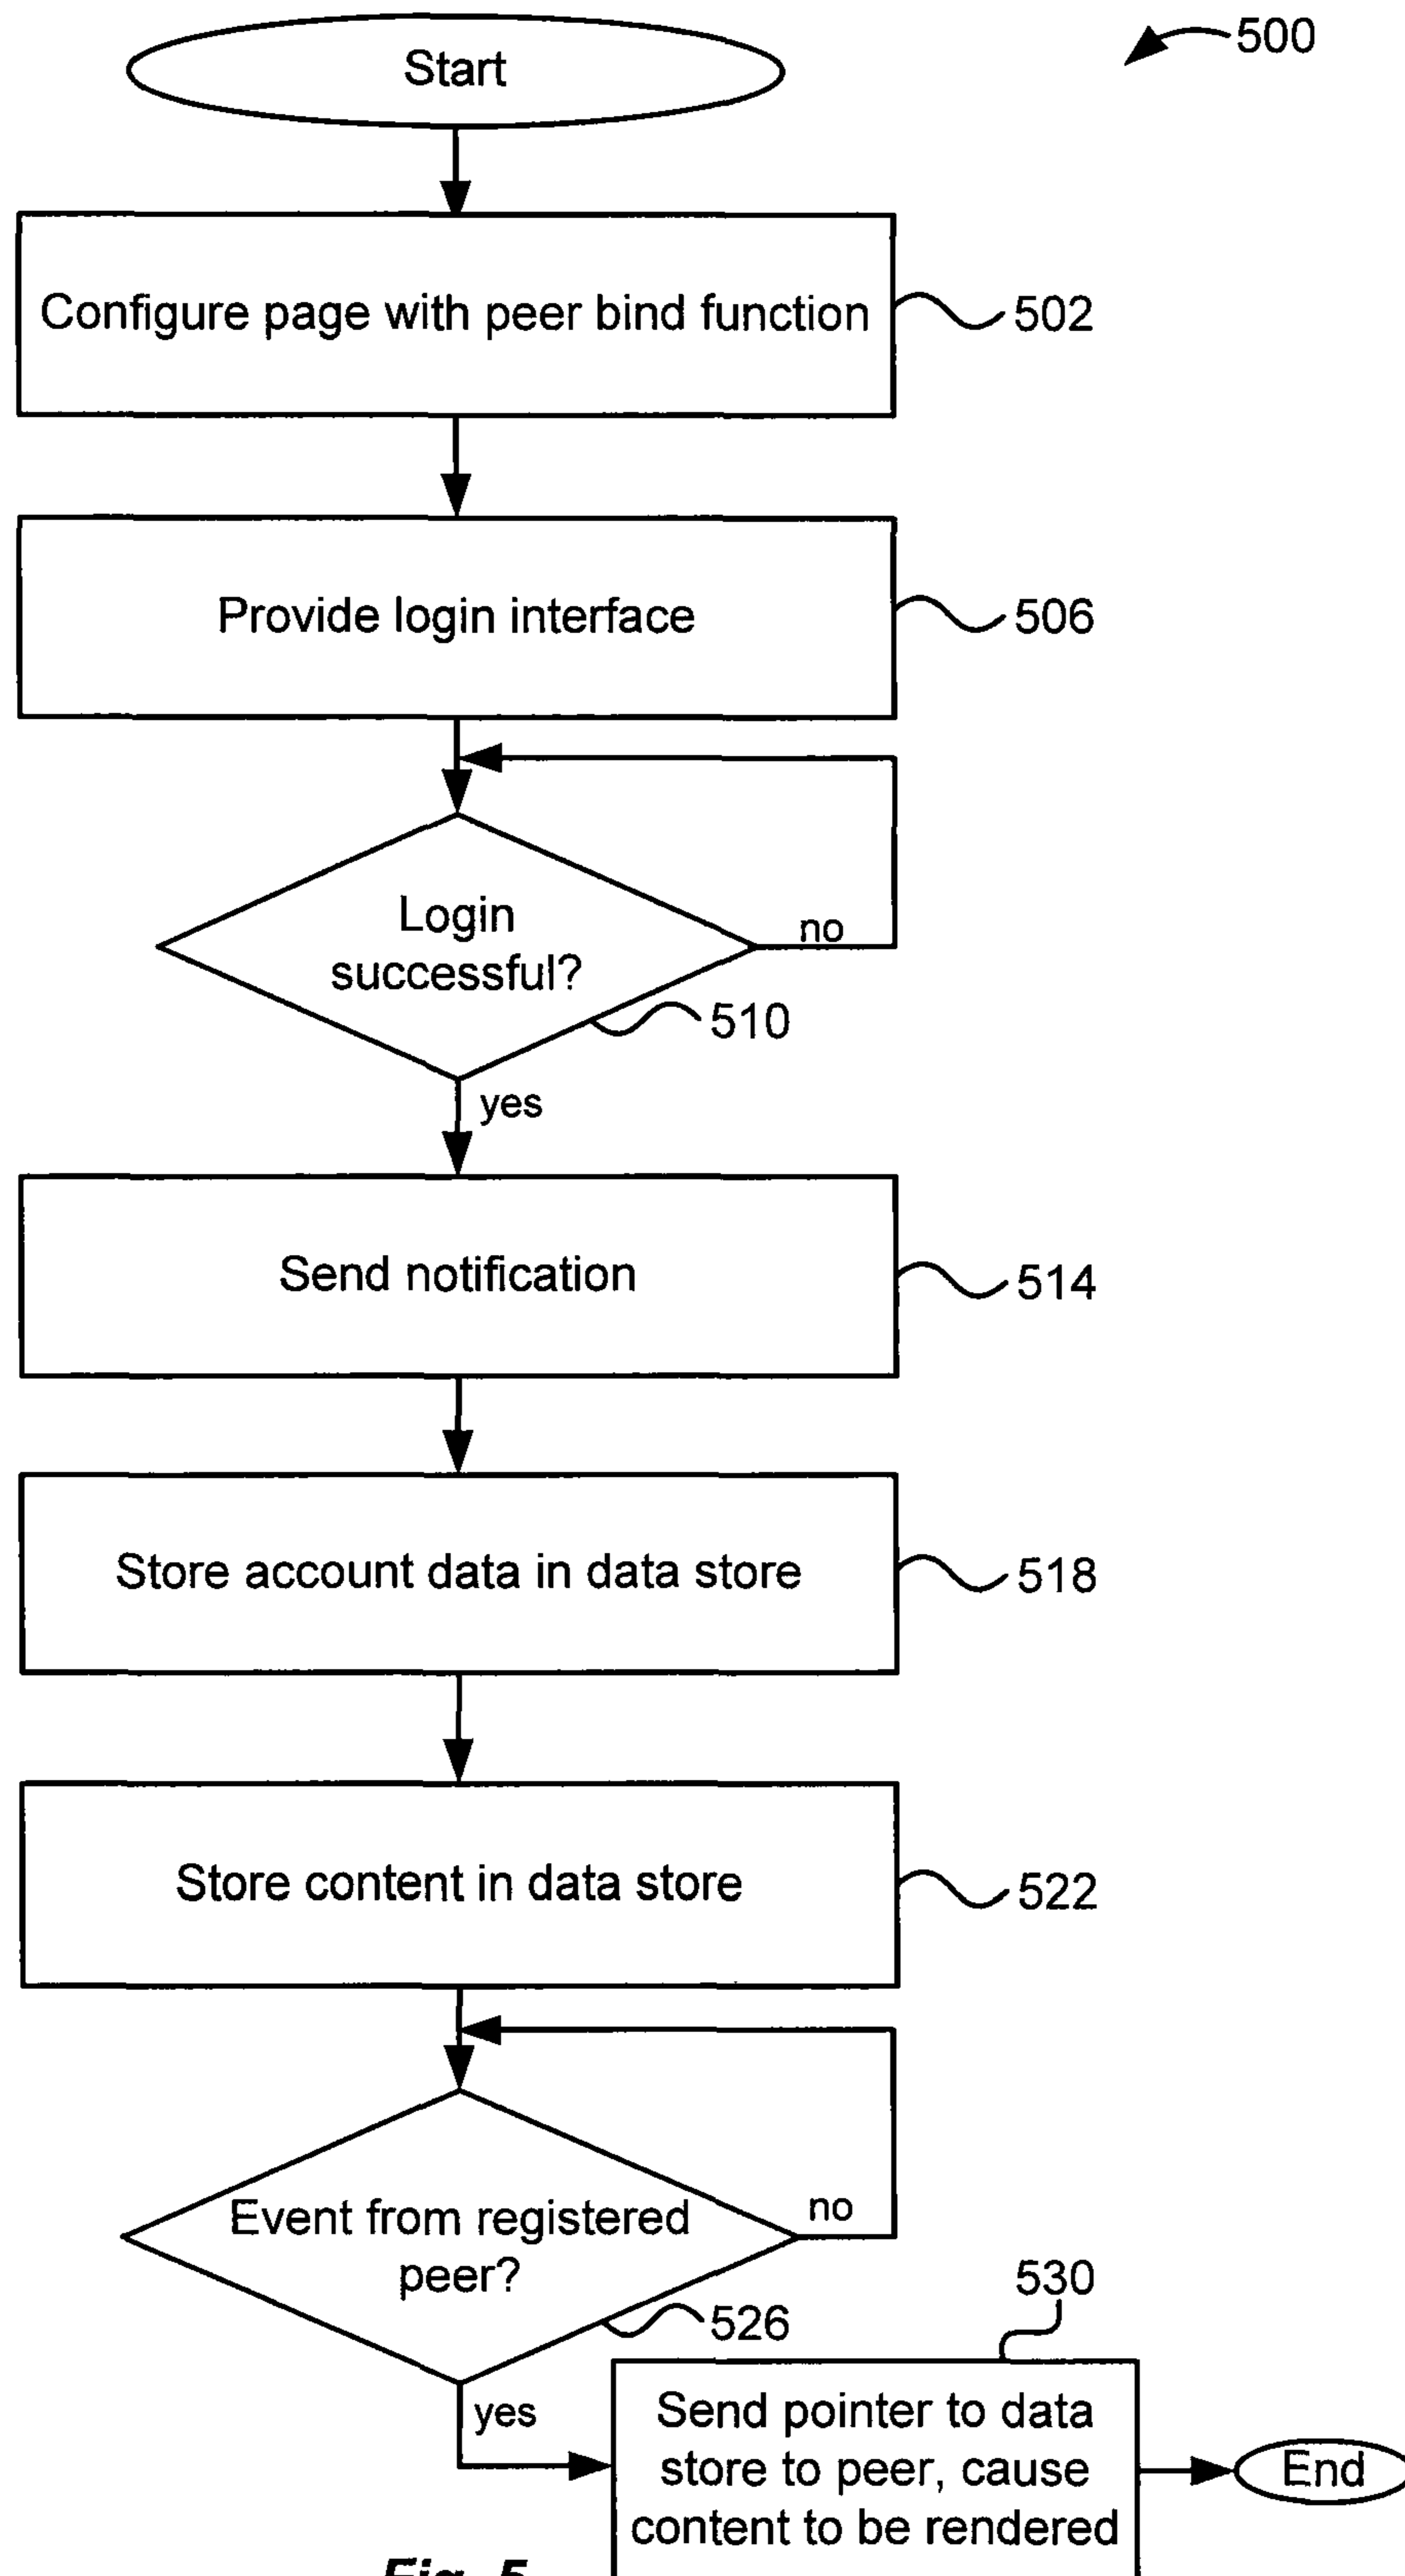 500
Start
Configure page with peer bind function
502
Provide login interface
506
Login
successful?
no
510
yes
Send notification
514
Store account data in data store
518
Store content in data store
522
Event from registered
peer?
no
526
yes
530
Send pointer to data
store to peer, cause
content to be rendered
End
Fig. 5